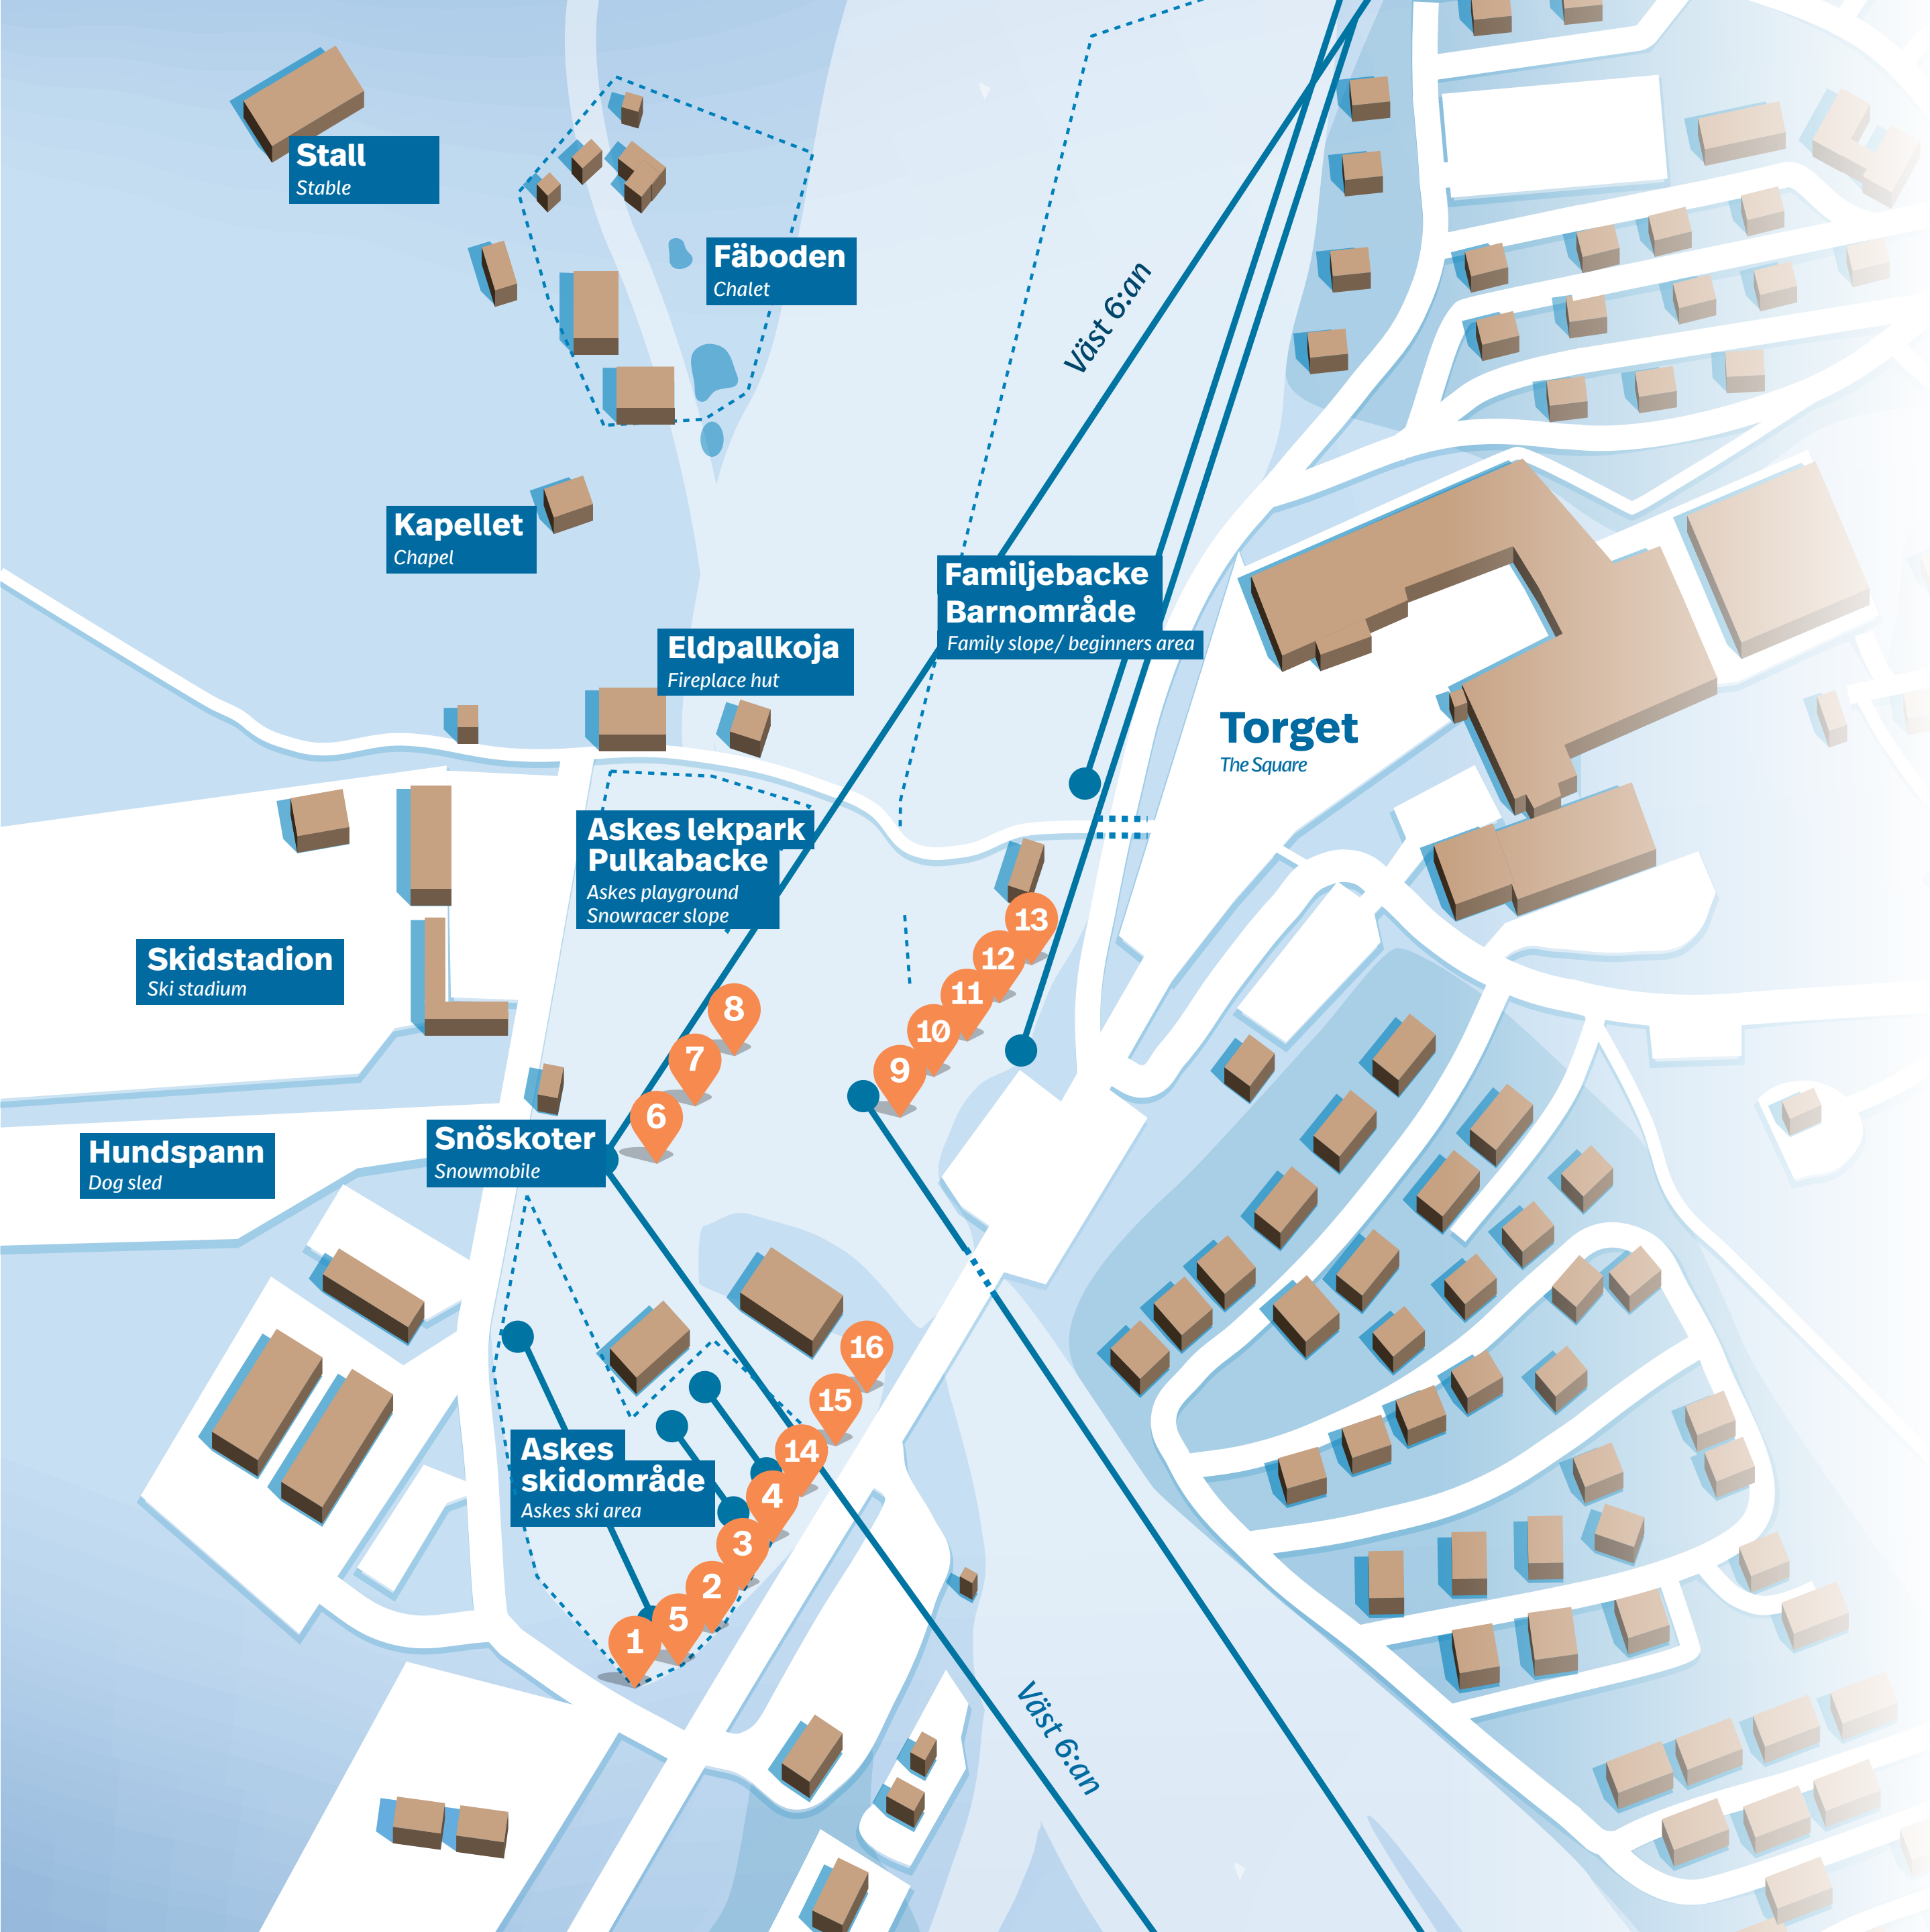 Stall
Stable
Fäboden
Chalet
Väst 6:an
Kapellet
Chapel
Familjebacke
Barnområde
Family slope/ beginners area
Eldpallkoja
Fireplace hut
Torget
The Square
Askes lekpark
Pulkabacke
Askes playground
Snowracer slope
Skidstadion
Ski stadium
13
12
11
10
9
8
7
6
Snöskoter
Snowmobile
Hundspann
Dog sled
16
15
14
4
3
2
5
1
Askes
skidområde
Askes ski area
Väst 6:an